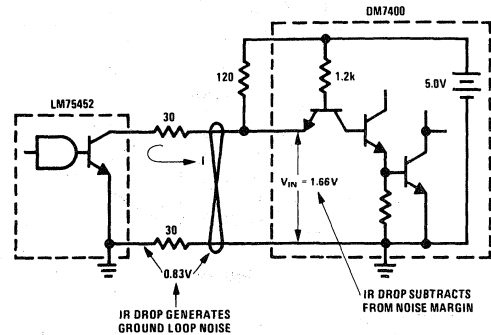 DM7400
120
1.2k
5.0V
LM75452
30
I
V_IN = 1.66V
30
0.83V
IR DROP GENERATES
GROUND LOOP NOISE
IR DROP SUBTRACTS
FROM NOISE MARGIN